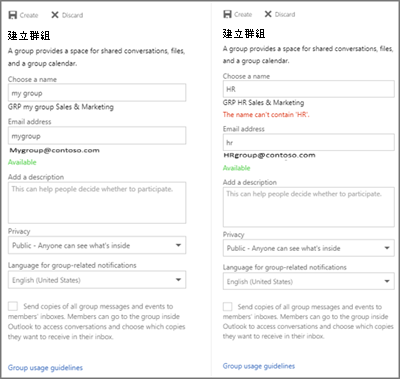 Create Discard
建立群組
A group provides a space for shared conversations, files,
and a group calendar.
Choose a name
my group
GRP my group Sales & Marketing
Email address
mygroup
Mygroup@contoso.com
Available
Add a description
This can help people decide whether to participate.
Privacy
Public - Anyone can see what's inside
Language for group-related notifications
English (United States)
Send copies of all group messages and events to
members' inboxes. Members can go to the group inside
Outlook to access conversations and choose which copies
they want to receive in their inbox.
Group usage guidelines
Create Discard
建立群組
A group provides a space for shared conversations, files,
and a group calendar.
Choose a name
HR
GRP HR Sales & Marketing
The name can't contain 'HR'.
Email address
hr
HRgroup@contoso.com
Available
Add a description
This can help people decide whether to participate.
Privacy
Public - Anyone can see what's inside
Language for group-related notifications
English (United States)
Send copies of all group messages and events to
members' inboxes. Members can go to the group inside
Outlook to access conversations and choose which copies
they want to receive in their inbox.
Group usage guidelines